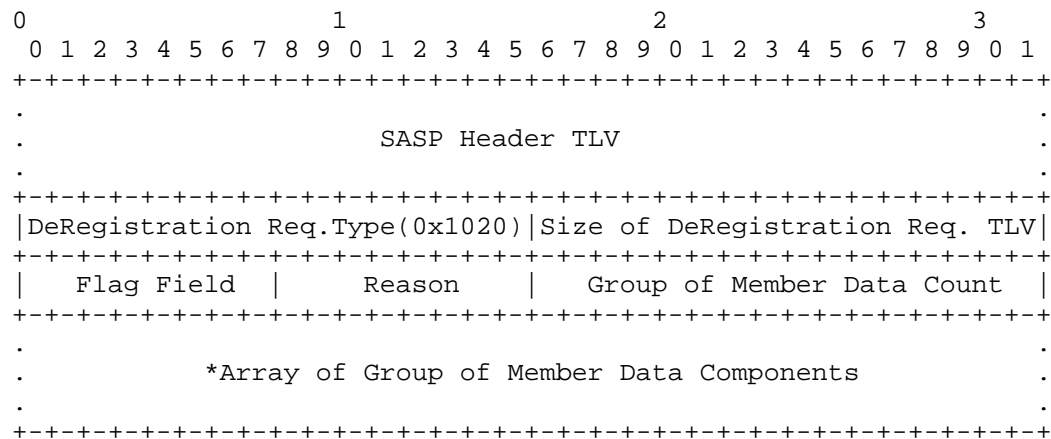 0                   1                   2                   3
 0 1 2 3 4 5 6 7 8 9 0 1 2 3 4 5 6 7 8 9 0 1 2 3 4 5 6 7 8 9 0 1
+-+-+-+-+-+-+-+-+-+-+-+-+-+-+-+-+-+-+-+-+-+-+-+-+-+-+-+-+-+-+-+-+
.                                                               .
.                      SASP Header TLV                          .
.                                                               .
+-+-+-+-+-+-+-+-+-+-+-+-+-+-+-+-+-+-+-+-+-+-+-+-+-+-+-+-+-+-+-+-+
|DeRegistration Req.Type(0x1020)|Size of DeRegistration Req. TLV|
+-+-+-+-+-+-+-+-+-+-+-+-+-+-+-+-+-+-+-+-+-+-+-+-+-+-+-+-+-+-+-+-+
|   Flag Field  |     Reason    |   Group of Member Data Count  |
+-+-+-+-+-+-+-+-+-+-+-+-+-+-+-+-+-+-+-+-+-+-+-+-+-+-+-+-+-+-+-+-+
.                                                               .
.           *Array of Group of Member Data Components           .
.                                                               .
+-+-+-+-+-+-+-+-+-+-+-+-+-+-+-+-+-+-+-+-+-+-+-+-+-+-+-+-+-+-+-+-+